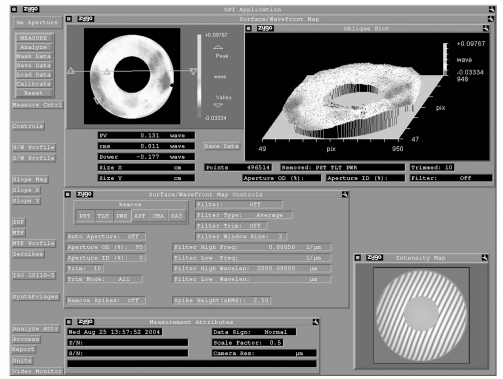 zygo GPI Application
Sm Aperture
MEASURE
Analyze
Mask Data
Save Data
Load Data
Calibrate
Reset
Measure Cntrl
Controls
S/W Profile
S/W Profile
Slope Mag
Slope X
Slope Y
PSF
MTF
MTF Profile
Zernikes
ISO 10110-5
SynthFringes
Analyze Attr
Process
Report
Units
Video Monitor
zygo Surface/Wavefront Map
+0.09767
Peak
wave
Valley
-0.03334
PV 0.131 wave
rms 0.011 wave
Power -0.177 wave
Size X cm
Size Y cm
Save Data
zygo Oblique Plot
+0.09767
wave
-0.03334
948
pix
47
49 pix 950
Points 496514 Removed: PST TLT PWR Trimmed: 10
Aperture OD (%): Aperture ID (%): Filter: Off
zygo Surface/Wavefront Map Controls
Remove
PST TLT PWR AST CMA SA3
Filter: Off
Filter Type: Average
Filter Trim: Off
Filter Window Size: 3
Auto Aperture: Off
Aperture OD (%): 95
Aperture ID (%): 0
Trim: 10
Trim Mode: All
Filter High Freq: 0.00050 1/µm
Filter Low Freq: 1/µm
Filter High Wavelen: 2000.00000 µm
Filter Low Wavelen: µm
Remove Spikes: Off
Spike Height(xRMS): 2.50
zygo Intensity Map
zygo Measurement Attributes
Wed Aug 25 13:57:52 2004
P/N:
S/N:
Data Sign: Normal
Scale Factor: 0.5
Camera Res: µm